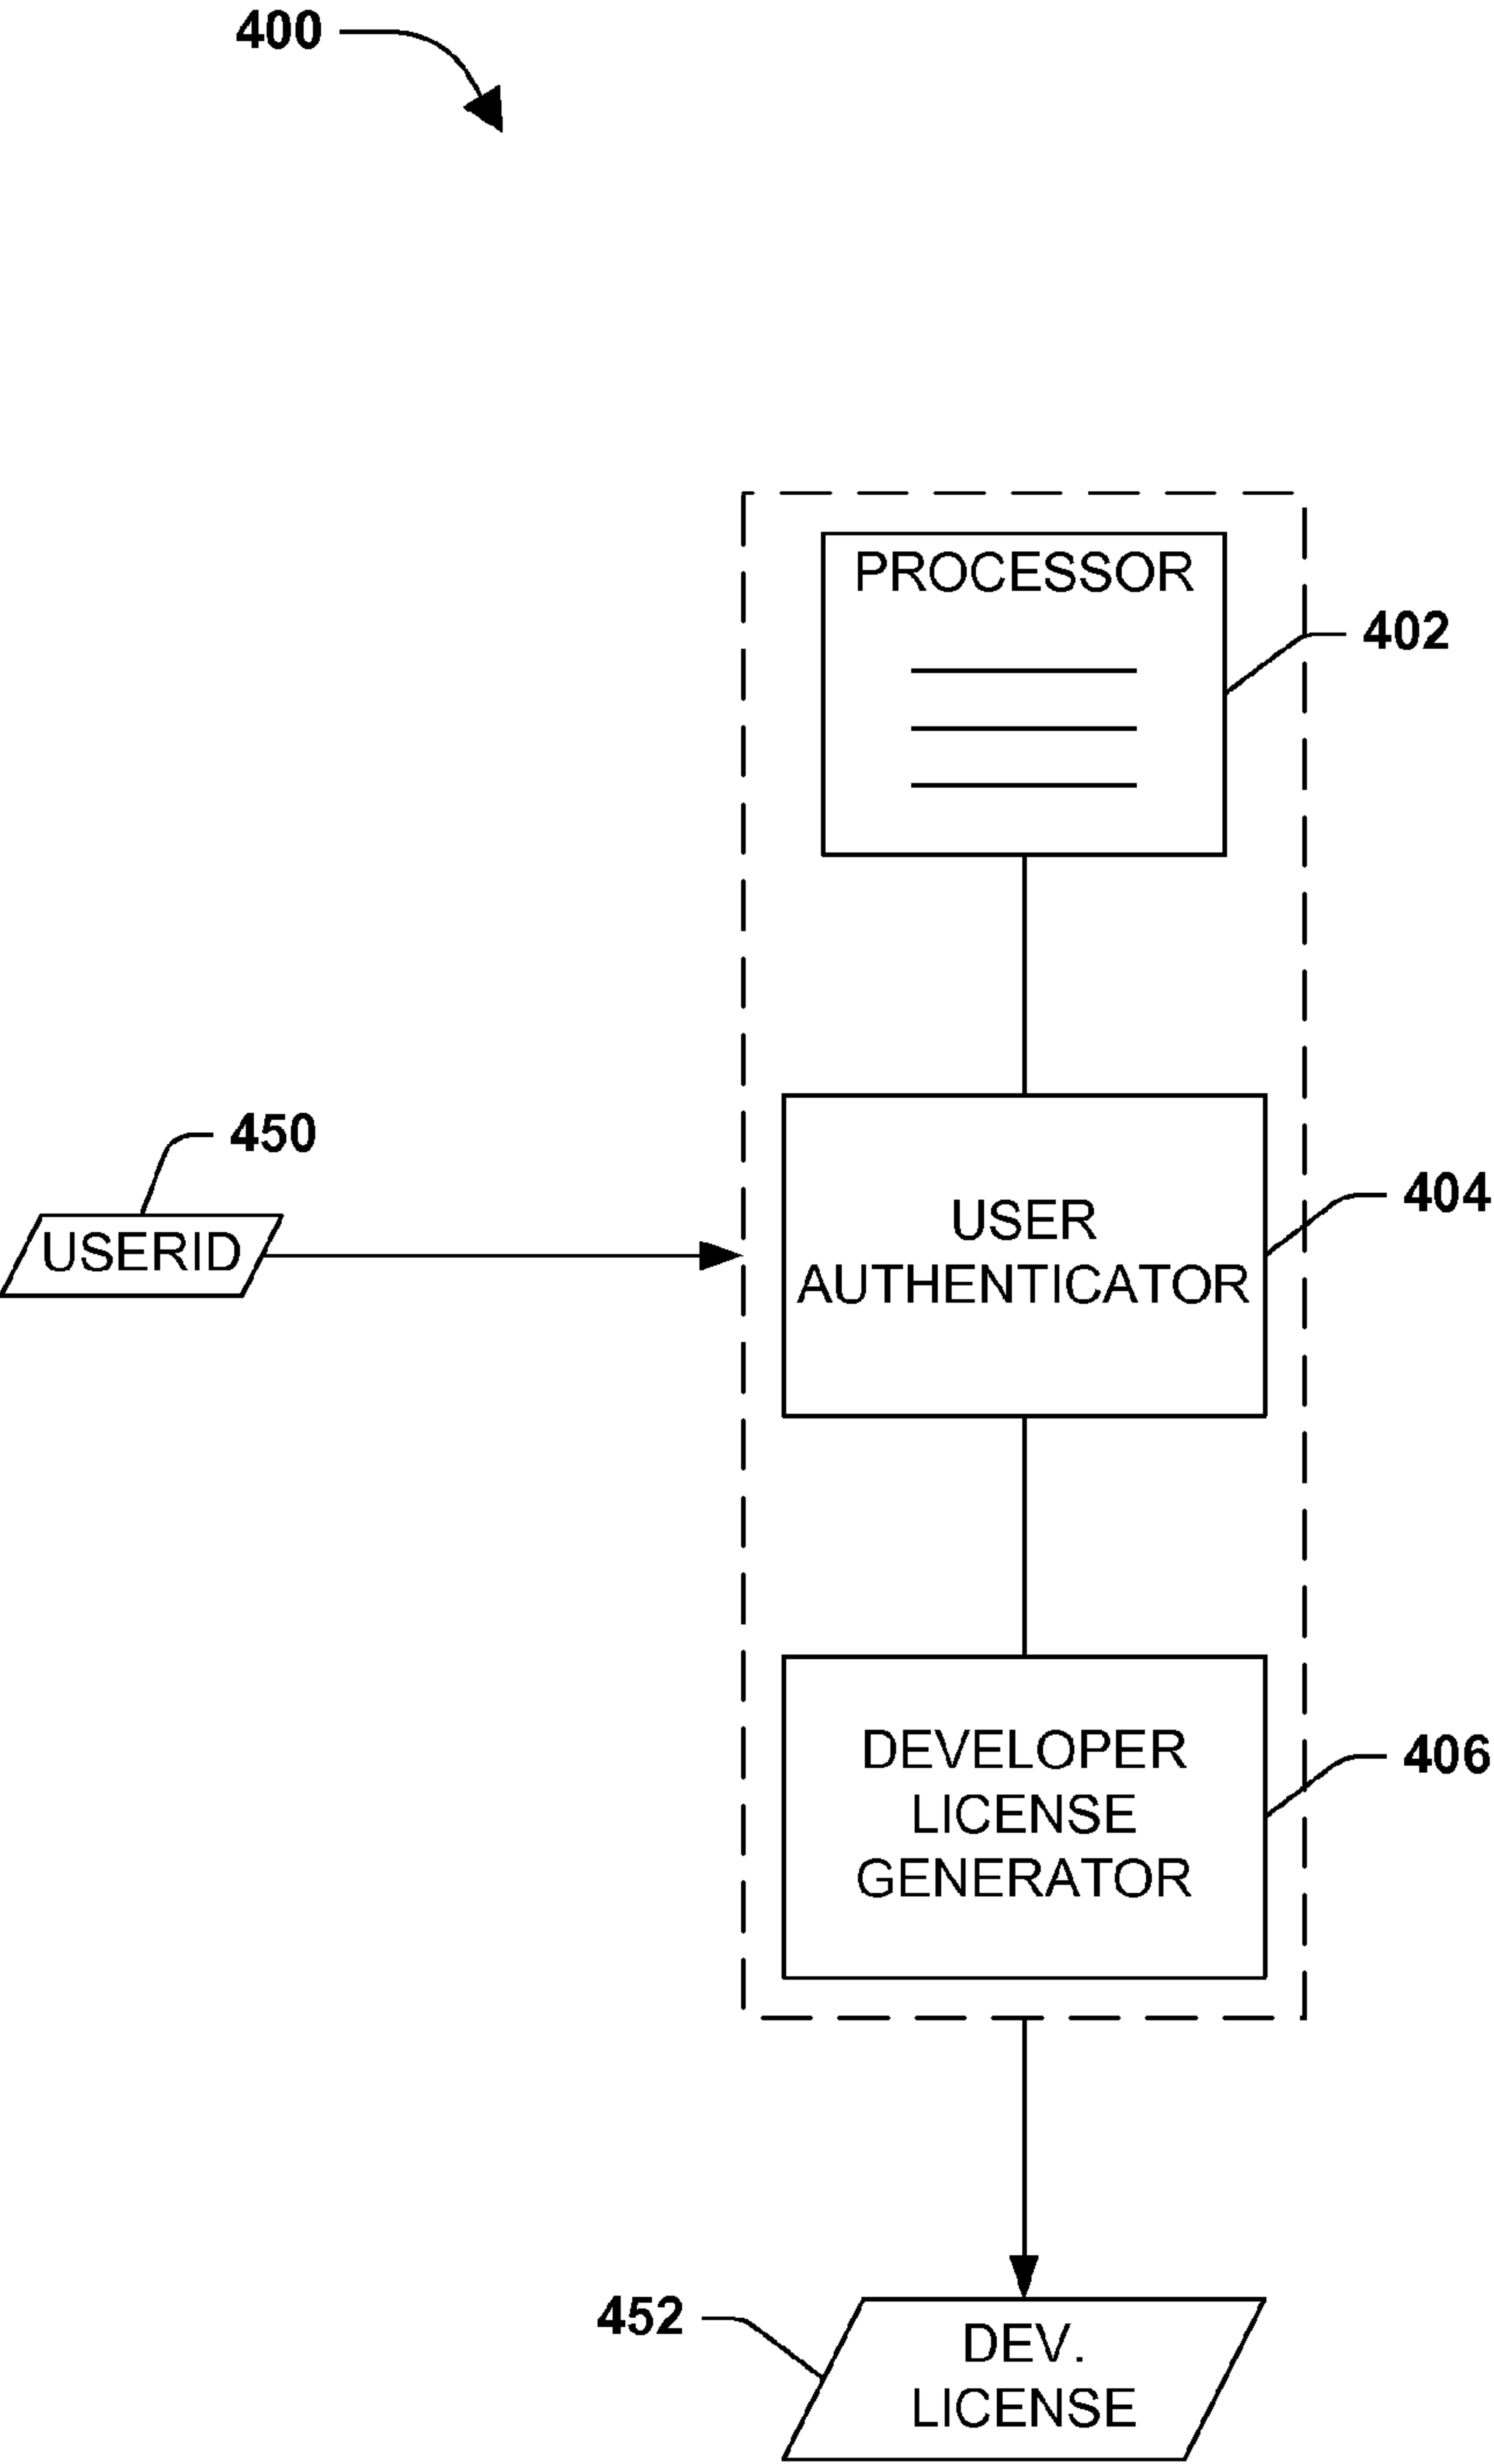 400
PROCESSOR
402
450
USERID
USER
AUTHENTICATOR
404
DEVELOPER
LICENSE
GENERATOR
406
452
DEV.
LICENSE